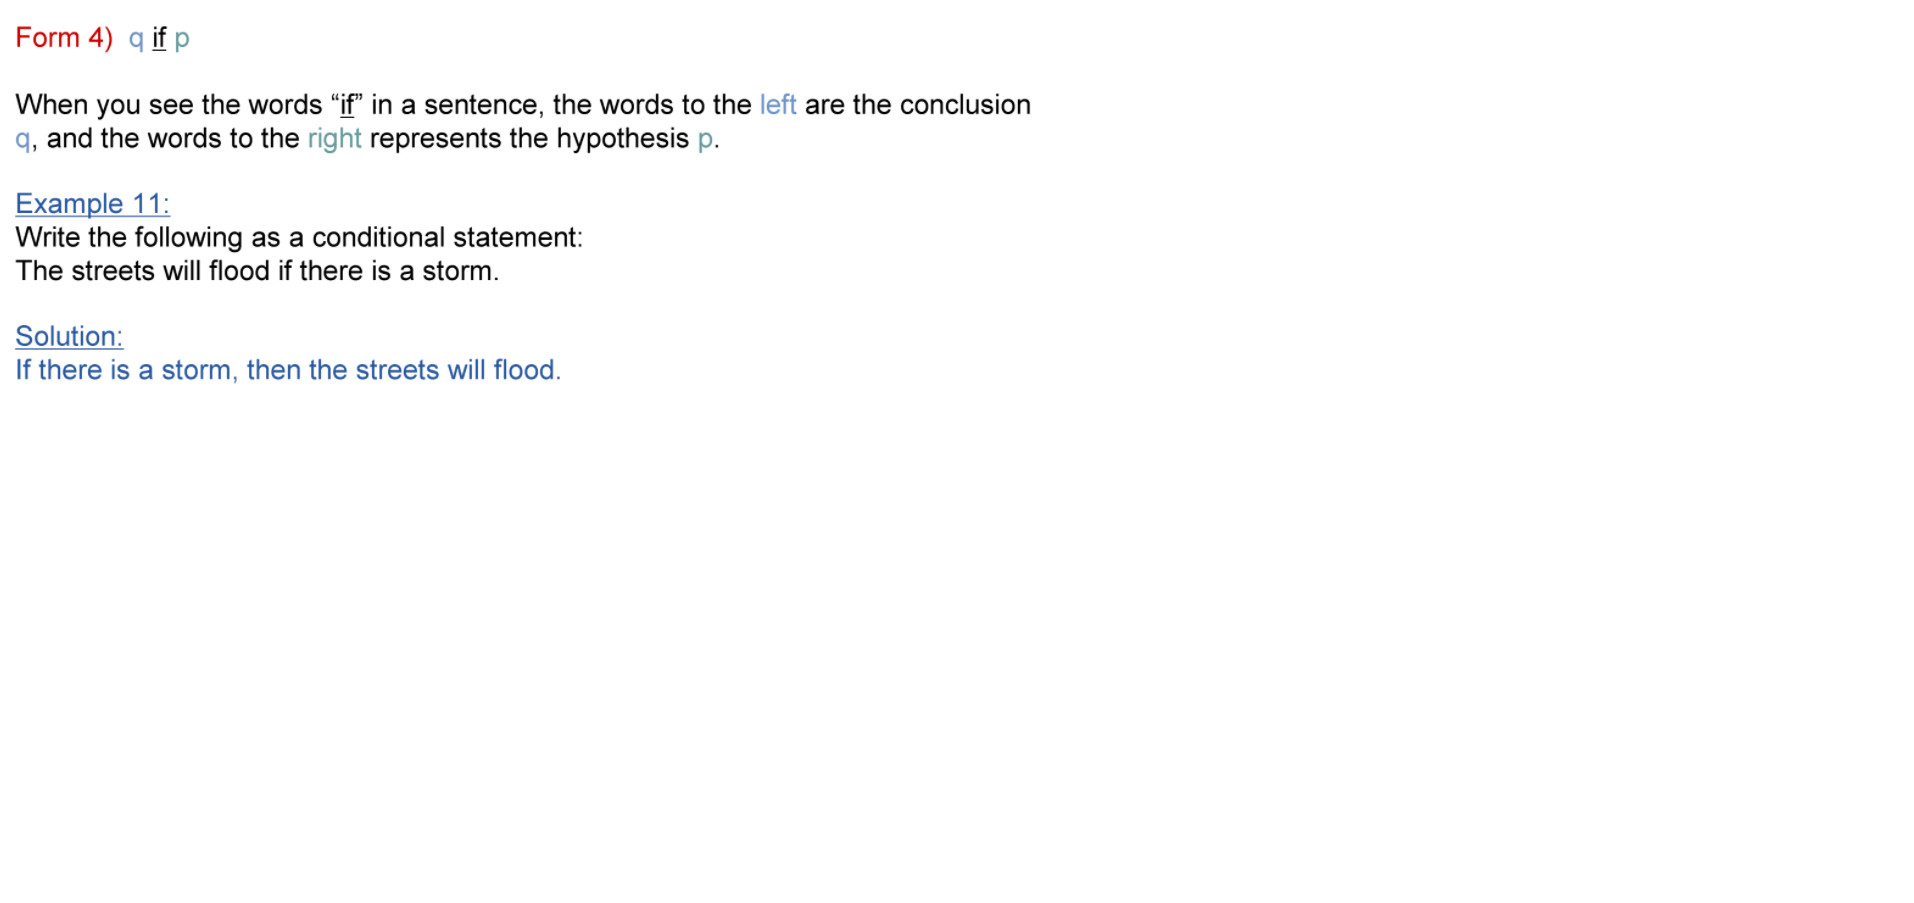 Form 4) q if p
When you see the words “if” in a sentence, the words to the left are the conclusion
q, and the words to the right represents the hypothesis p.
Example 11:
Write the following as a conditional statement:
The streets will flood if there is a storm.
Solution:
If there is a storm, then the streets will flood.